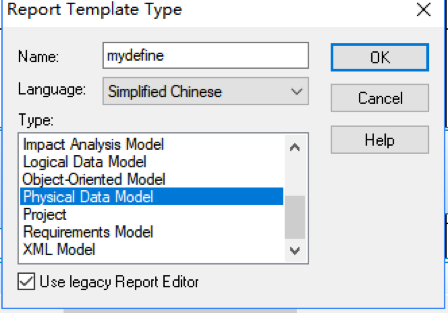 Report Template Type
Name:
mydefine
OK
Language:
Simplified Chinese
Cancel
Type:
Help
Impact Analysis Model
Logical Data Model
Object-Oriented Model
Physical Data Model
Project
Requirements Model
XML Model
Use legacy Report Editor